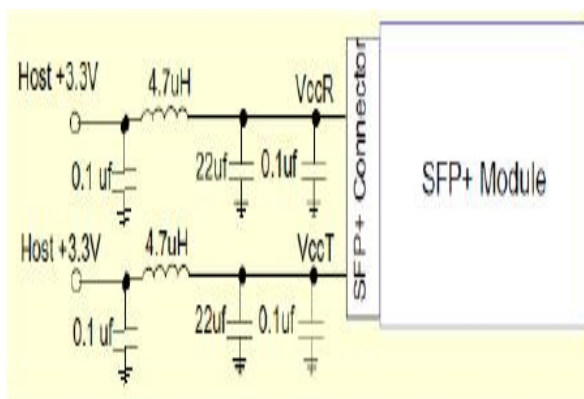 Host +3.3V
4.7uH
VccR
0.1 uf
22uf
0.1uf
Host +3.3V
4.7uH
VccT
0.1 uf
22uf
0.1uf
SFP+ Connector
SFP+ Module